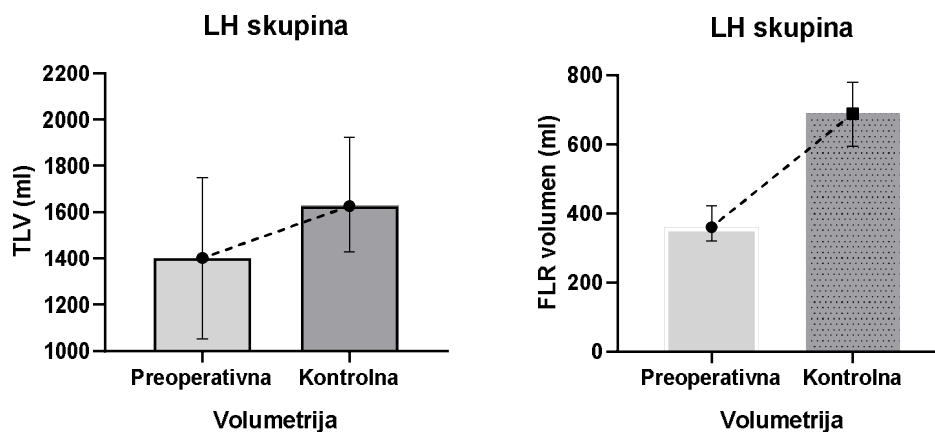 LH skupina
TLV (ml)
2200
2000
1800
1600
1400
1200
1000
Preoperativna Kontrolna
Volumetrija
LH skupina
FLR volumen (ml)
800
600
400
200
0
Preoperativna Kontrolna
Volumetrija